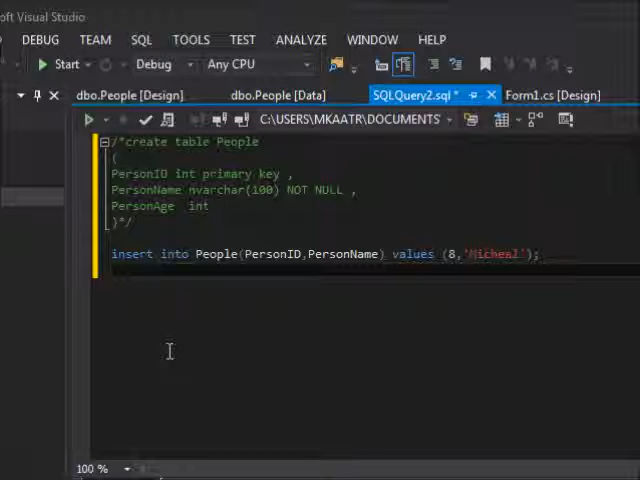 oft Visual Studio
DEBUG TEAM SQL TOOLS TEST ANALYZE WINDOW HELP
Start Debug Any CPU
dbo.People [Design] dbo.People [Data] SQLQuery2.sql * Form1.cs [Design]
C:\USERS\MKAATR\DOCUMENTS'
/*create table People
(
PersonID int primary key ,
PersonName nvarchar(100) NOT NULL ,
PersonAge int
)*/
insert into People(PersonID,PersonName) values (8,'Micheal');
100 %